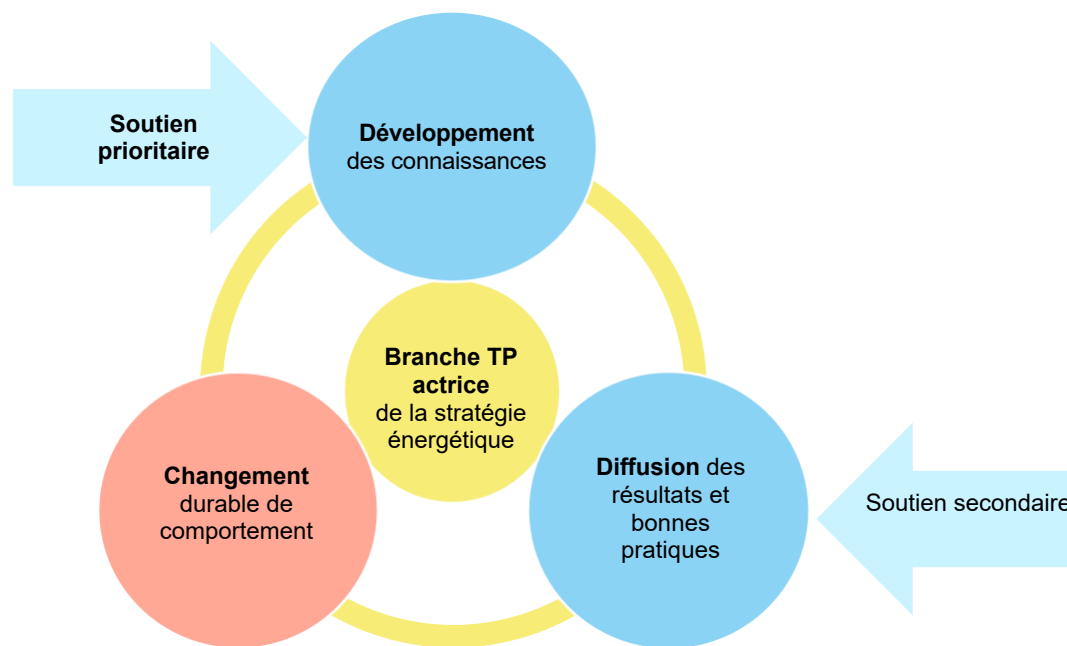 Soutien
prioritaire
Développement
des connaissances
Branche TP
actrice
de la stratégie
énergétique
Changement
durable de
comportement
Diffusion des
résultats et
bonnes
pratiques
Soutien secondaire